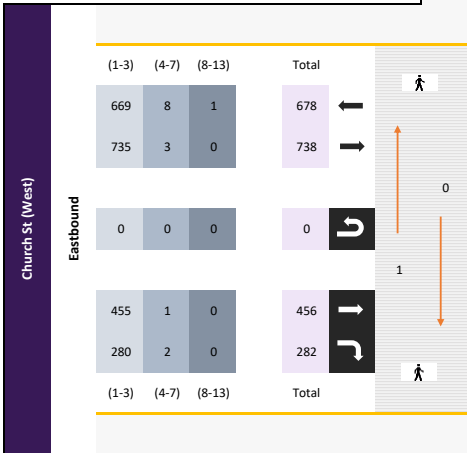 Church St (West)
Eastbound
(1-3) (4-7) (8-13) Total
669 8 1 678
735 3 0 738
0
0 0 0 0
1
455 1 0 456
280 2 0 282
(1-3) (4-7) (8-13) Total